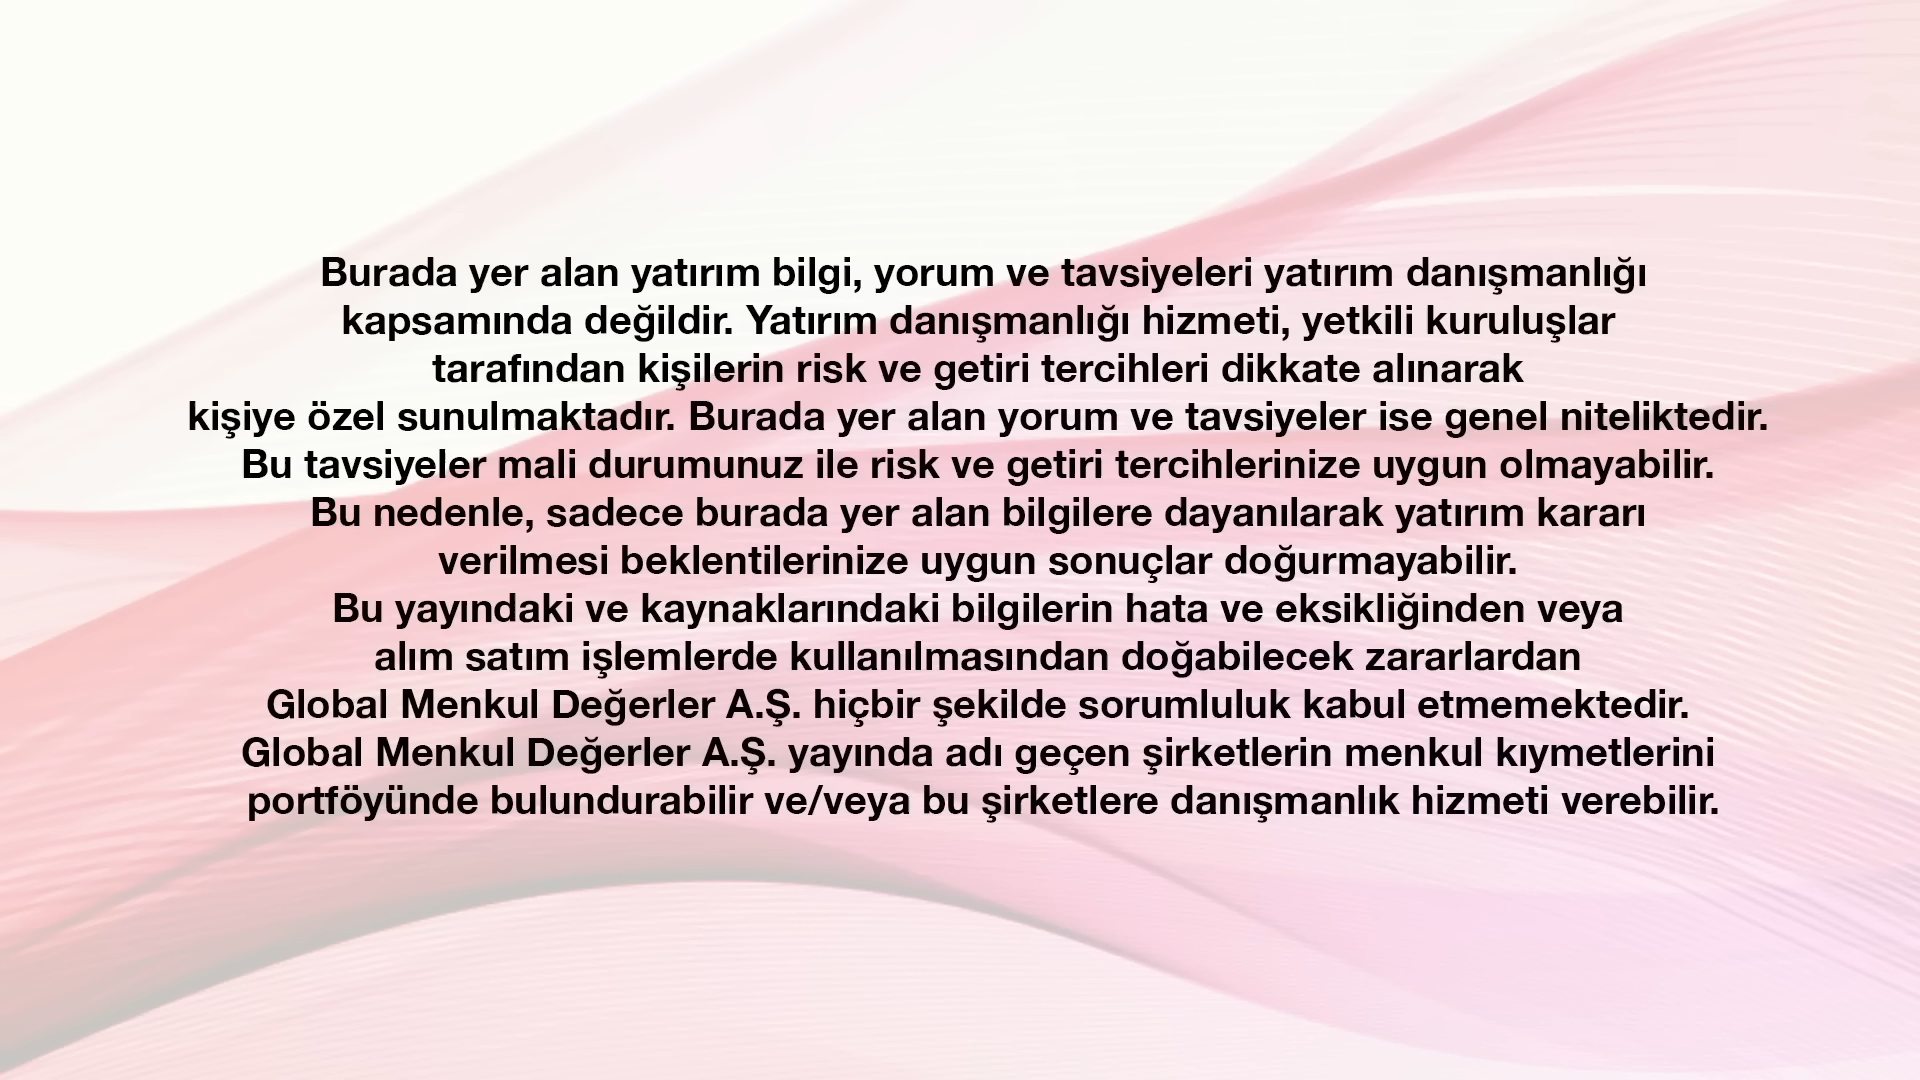 Burada yer alan yatırım bilgi, yorum ve tavsiyeleri yatırım danışmanlığı
kapsamında değildir. Yatırım danışmanlığı hizmeti, yetkili kuruluşlar
tarafından kişilerin risk ve getiri tercihleri dikkate alınarak
kişiye özel sunulmaktadır. Burada yer alan yorum ve tavsiyeler ise genel niteliktedir.
Bu tavsiyeler mali durumunuz ile risk ve getiri tercihlerinize uygun olmayabilir.
Bu nedenle, sadece burada yer alan bilgilere dayanılarak yatırım kararı
verilmesi beklentilerinize uygun sonuçlar doğurmayabilir.
Bu yayındaki ve kaynaklarındaki bilgilerin hata ve eksikliğinden veya
alım satım işlemlerde kullanılmasından doğabilecek zararlardan
Global Menkul Değerler A.Ş. hiçbir şekilde sorumluluk kabul etmemektedir.
Global Menkul Değerler A.Ş. yayında adı geçen şirketlerin menkul kıymetlerini
portföyünde bulundurabilir ve/veya bu şirketlere danışmanlık hizmeti verebilir.